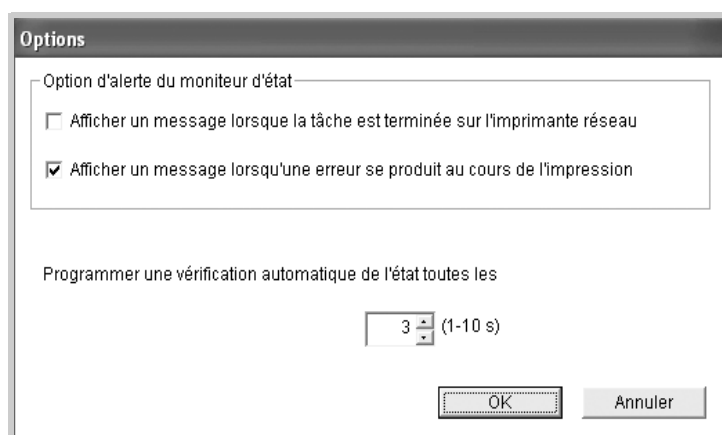 Options
Option d'alerte du moniteur d'état
Afficher un message lorsque la tâche est terminée sur l'imprimante réseau
Afficher un message lorsqu'une erreur se produit au cours de l'impression
Programmer une vérification automatique de l'état toutes les
3 (1-10 s)
OK Annuler